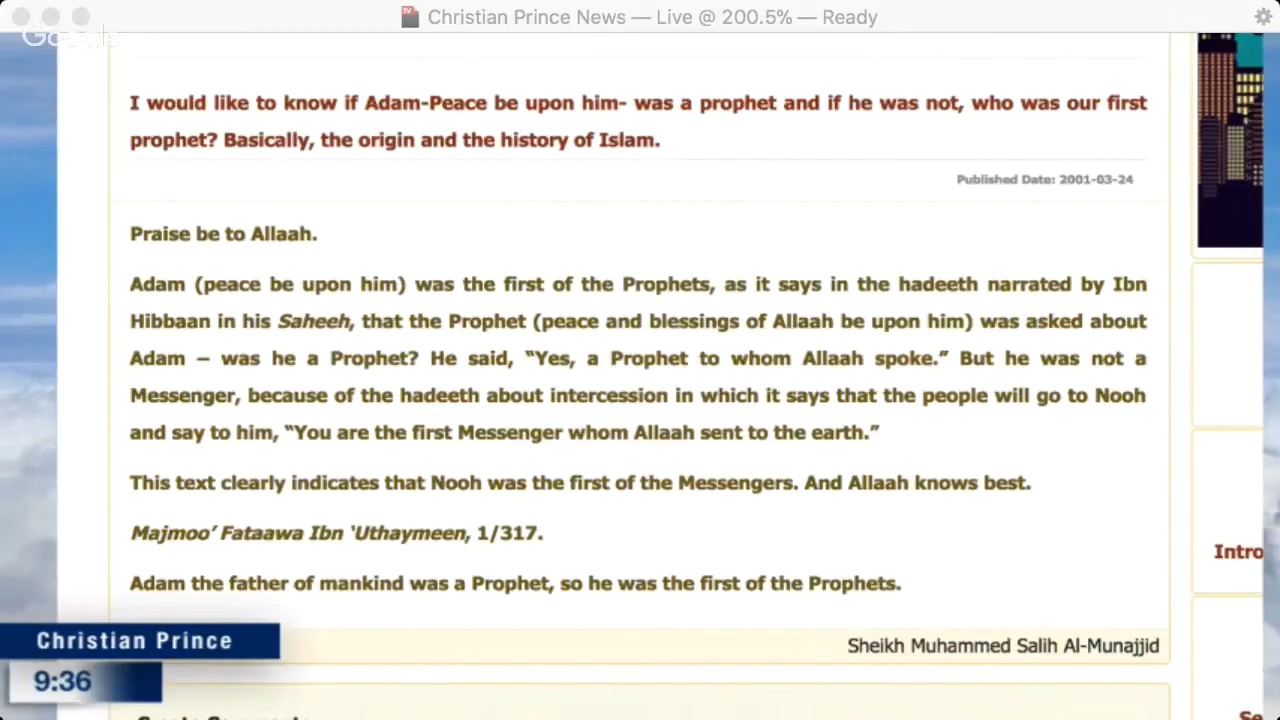 Christian Prince News — Live @ 200.5% — Ready
Google
I would like to know if Adam-Peace be upon him- was a prophet and if he was not, who was our first
prophet? Basically, the origin and the history of Islam.
Published Date: 2001-03-24
Praise be to Allaah.
Adam (peace be upon him) was the first of the Prophets, as it says in the hadeeth narrated by Ibn
Hibbaan in his Saheeh, that the Prophet (peace and blessings of Allaah be upon him) was asked about
Adam – was he a Prophet? He said, “Yes, a Prophet to whom Allaah spoke.” But he was not a
Messenger, because of the hadeeth about intercession in which it says that the people will go to Nooh
and say to him, “You are the first Messenger whom Allaah sent to the earth.”
This text clearly indicates that Nooh was the first of the Messengers. And Allaah knows best.
Majmoo’ Fataawa Ibn ‘Uthaymeen, 1/317.
Intro
Adam the father of mankind was a Prophet, so he was the first of the Prophets.
Christian Prince
Sheikh Muhammed Salih Al-Munajjid
9:36